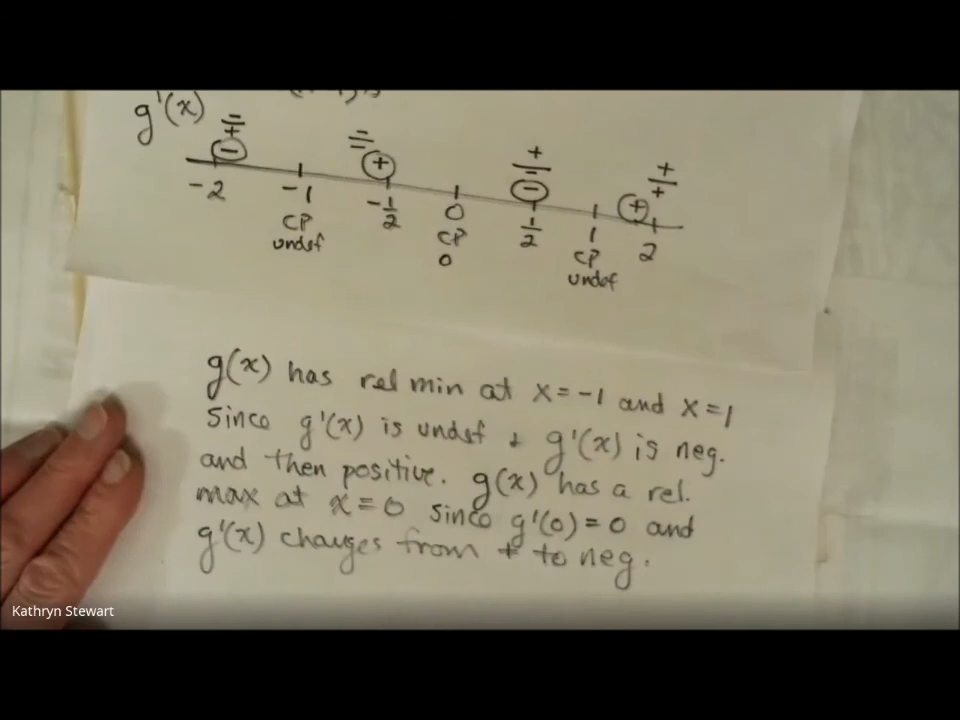 g'(x)
= = + + 
+ - - +
⊖ ⊕ ⊖ ⊕
-2 -1 -1/2 0 1/2 1 2
CP CP CP
undef 0 undef
g(x) has rel min at x=-1 and x=1
Since g'(x) is undef + g'(x) is neg.
and then positive. g(x) has a rel.
max at x=0 since g'(0)=0 and
g'(x) changes from + to neg.
Kathryn Stewart